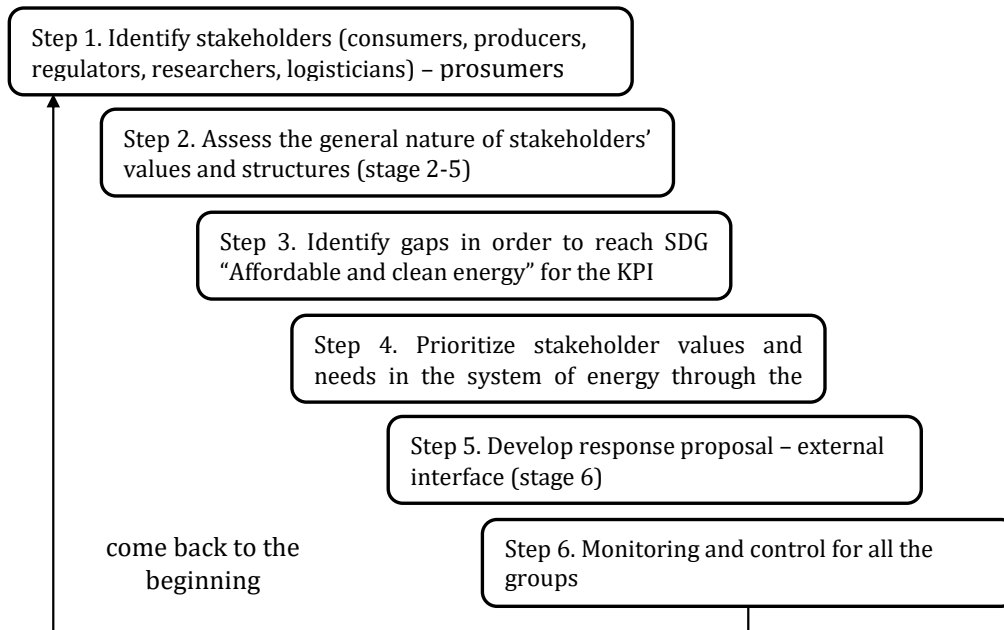 Step 1. Identify stakeholders (consumers, producers,
regulators, researchers, logisticians) – prosumers
Step 2. Assess the general nature of stakeholders’
values and structures (stage 2-5)
Step 3. Identify gaps in order to reach SDG
“Affordable and clean energy” for the KPI
Step 4. Prioritize stakeholder values and
needs in the system of energy through the
Step 5. Develop response proposal – external
interface (stage 6)
Step 6. Monitoring and control for all the
groups
come back to the
beginning